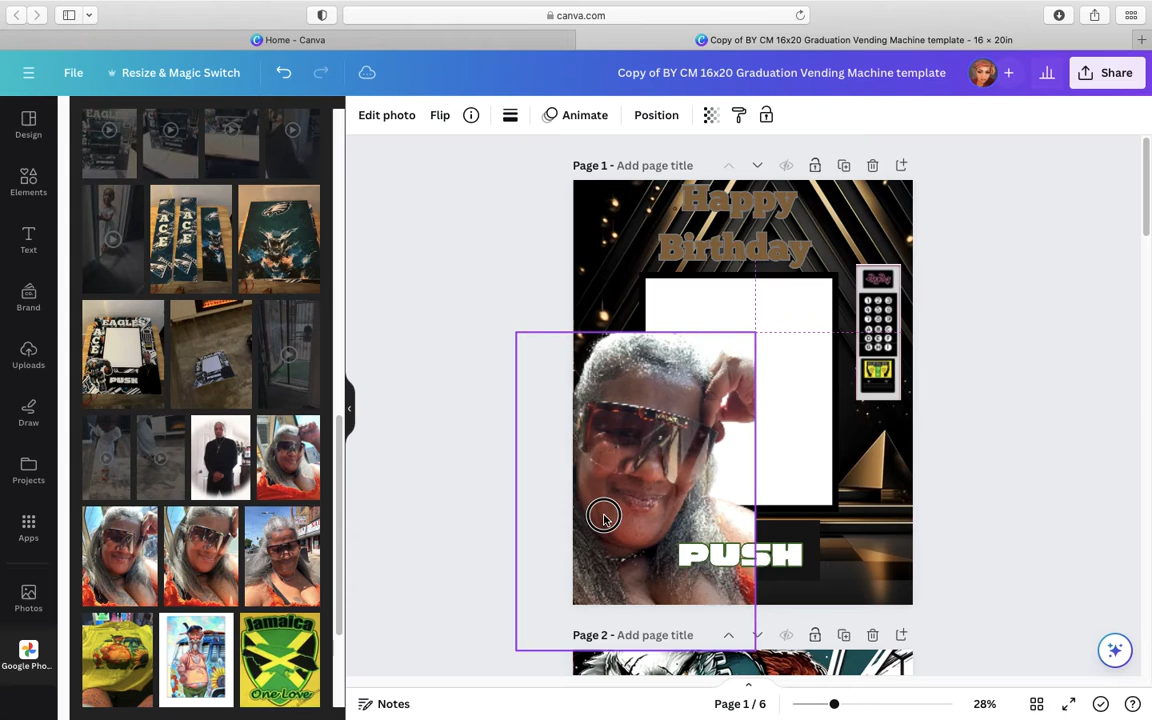 canva.com
Home - Canva
Copy of BY CM 16x20 Graduation Vending Machine template - 16 × 20in
File
Resize & Magic Switch
Copy of BY CM 16x20 Graduation Vending Machine template
Share
Design
Elements
Text
Brand
Uploads
Draw
Projects
Apps
Photos
Google Pho...
Edit photo
Flip
Animate
Position
Page 1 - Add page title
Happy
Birthday
PUSH
Page 2 - Add page title
EAGLES
ACE
PUSH
Jamaica
One Love
Notes
Page 1 / 6
28%